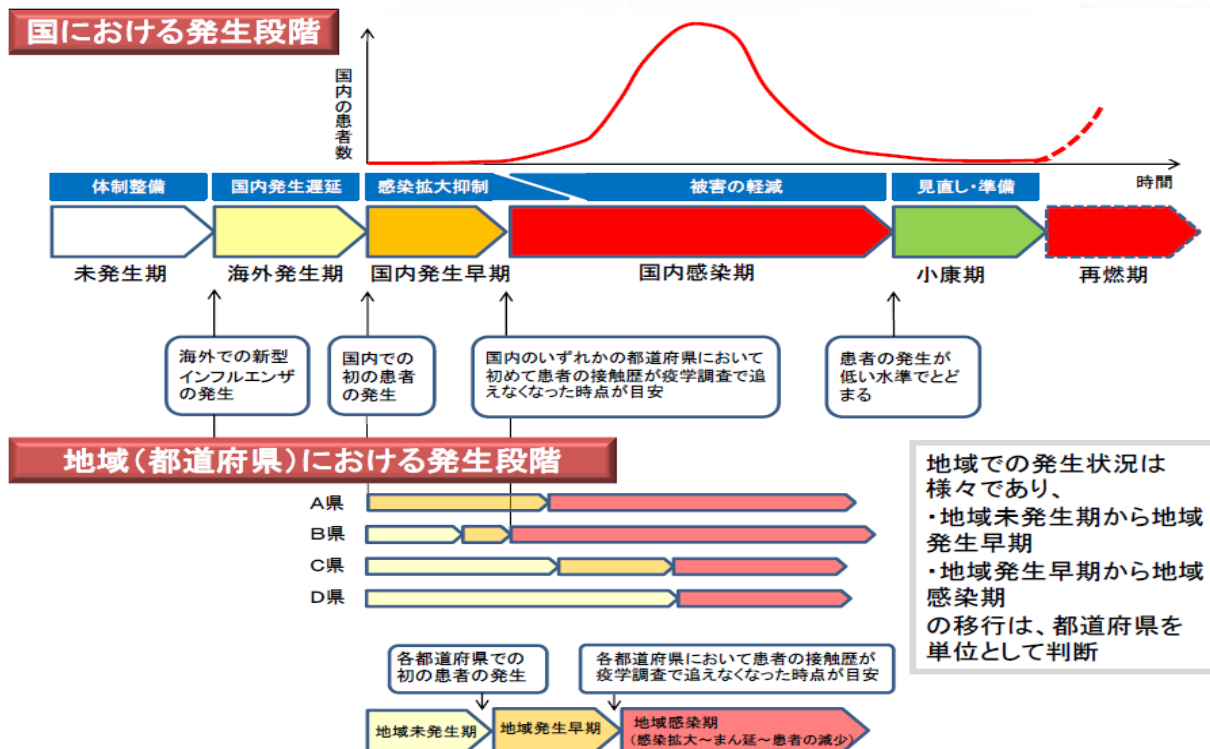 国における発生段階
国内の患者数
時間
体制整備
国内発生遅延
感染拡大抑制
被害の軽減
見直し・準備
未発生期
海外発生期
国内発生早期
国内感染期
小康期
再燃期
海外での新型
インフルエンザ
の発生
国内での
初の患者
の発生
国内のいずれかの都道府県において
初めて患者の接触歴が疫学調査で追
えなくなった時点が目安
患者の発生が
低い水準でとど
まる
地域(都道府県)における発生段階
A県
B県
C県
D県
地域での発生状況は
様々であり、
・地域未発生期から地域
発生早期
・地域発生早期から地域
感染期
の移行は、都道府県を
単位として判断
各都道府県での
初の患者の発生
各都道府県において患者の接触歴が
疫学調査で追えなくなった時点が目安
地域未発生期
地域発生早期
地域感染期
(感染拡大～まん延～患者の減少)